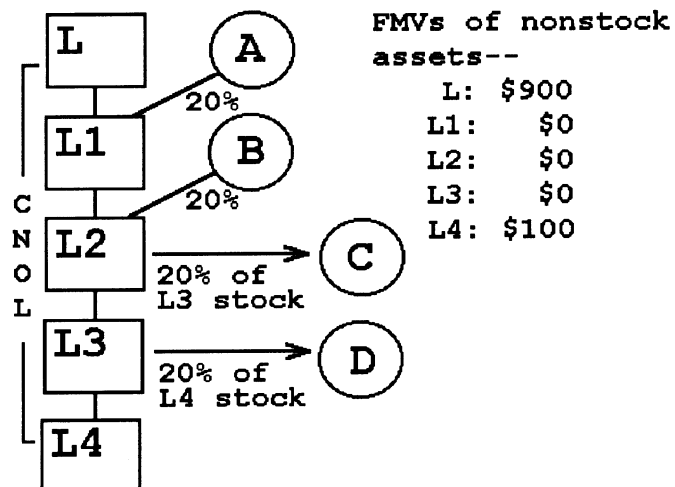 L
A
20%
L1
B
20%
L2
C
20% of
L3 stock
L3
D
20% of
L4 stock
L4
C
N
O
L
FMVs of nonstock
assets--
L: $900
L1: $0
L2: $0
L3: $0
L4: $100